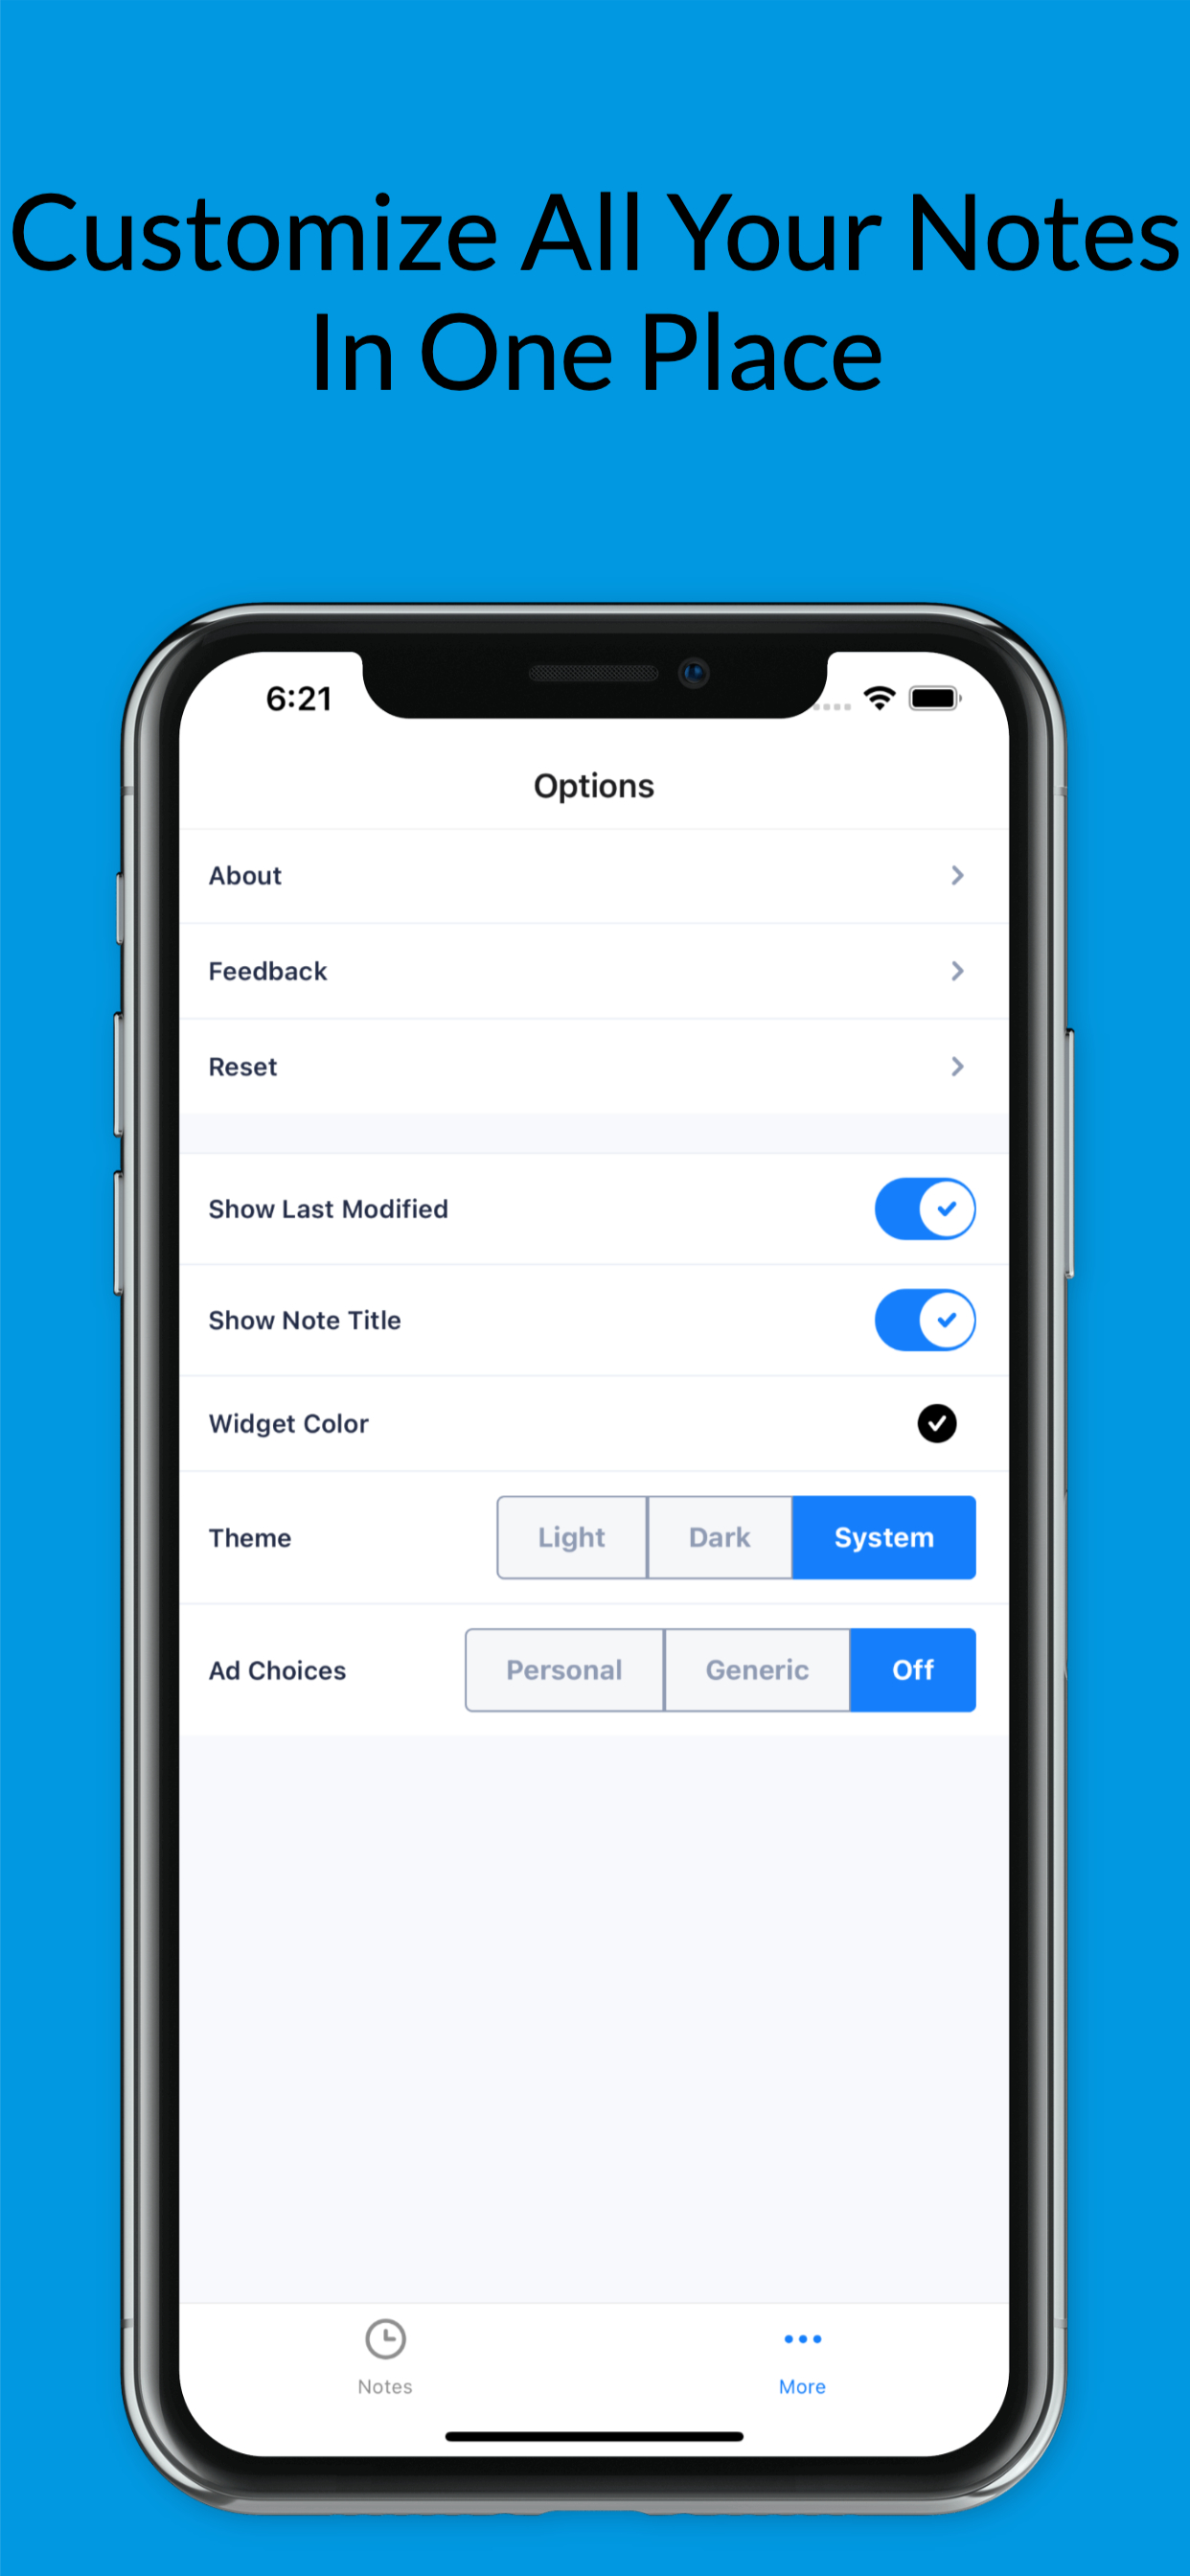 Customize All Your Notes
In One Place
6:21
Options
About
Feedback
Reset
Show Last Modified
Show Note Title
Widget Color
Theme Light Dark System
Ad Choices Personal Generic Off
Notes More